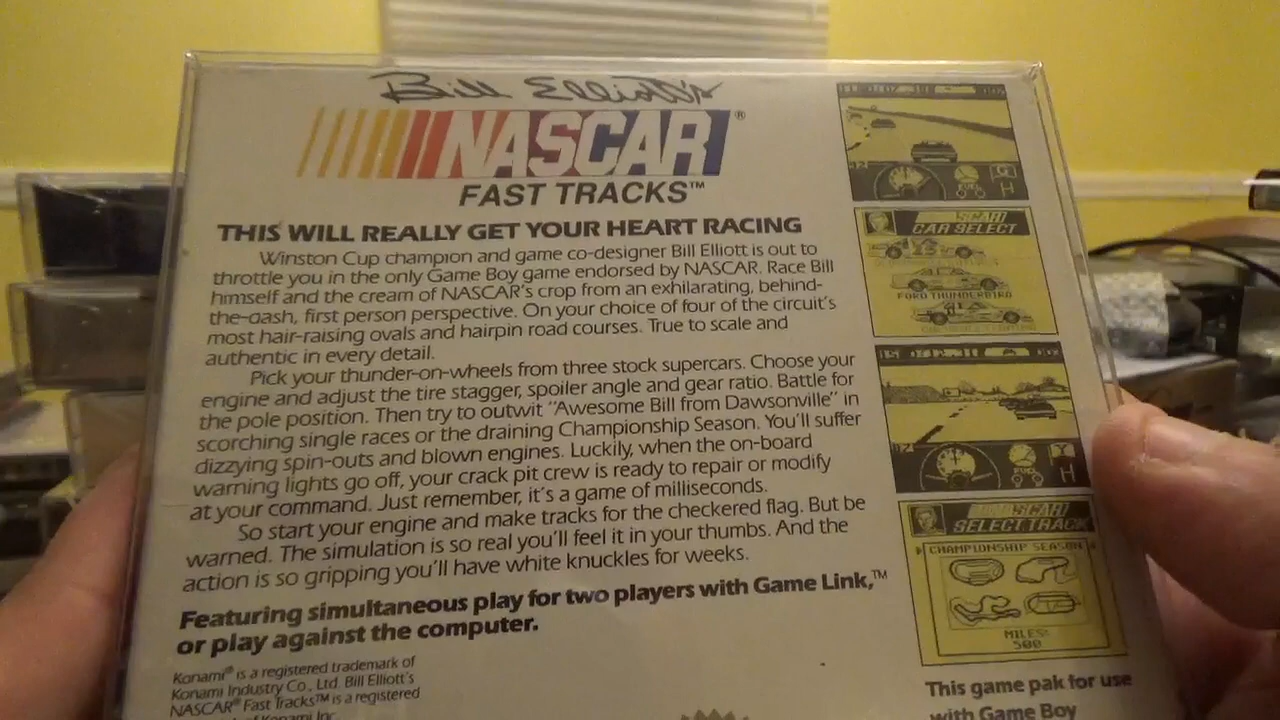 Bill Elliott's
NASCAR®
FAST TRACKS™
THIS WILL REALLY GET YOUR HEART RACING
Winston Cup champion and game co-designer Bill Elliott is out to
throttle you in the only Game Boy game endorsed by NASCAR. Race Bill
himself and the cream of NASCAR's crop from an exhilarating, behind-
the-dash, first person perspective. On your choice of four of the circuit's
most hair-raising ovals and hairpin road courses. True to scale and
authentic in every detail.
Pick your thunder-on-wheels from three stock supercars. Choose your
engine and adjust the tire stagger, spoiler angle and gear ratio. Battle for
the pole position. Then try to outwit "Awesome Bill from Dawsonville" in
scorching single races or the draining Championship Season. You'll suffer
dizzying spin-outs and blown engines. Luckily, when the on-board
warning lights go off, your crack pit crew is ready to repair or modify
at your command. Just remember, it's a game of milliseconds.
So start your engine and make tracks for the checkered flag. But be
warned. The simulation is so real you'll feel it in your thumbs. And the
action is so gripping you'll have white knuckles for weeks.
Featuring simultaneous play for two players with Game Link,™
or play against the computer.
Konami® is a registered trademark of
Konami Industry Co., Ltd. Bill Elliott's
NASCAR® Fast Tracks™ is a registered
Konami Inc.
FUEL
H
NASCAR
CAR SELECT
FORD THUNDERBIRD
FUEL
H
NASCAR
SELECT TRACK
CHAMPIONSHIP SEASON
MILES:
500
This game pak for use
with Game Boy